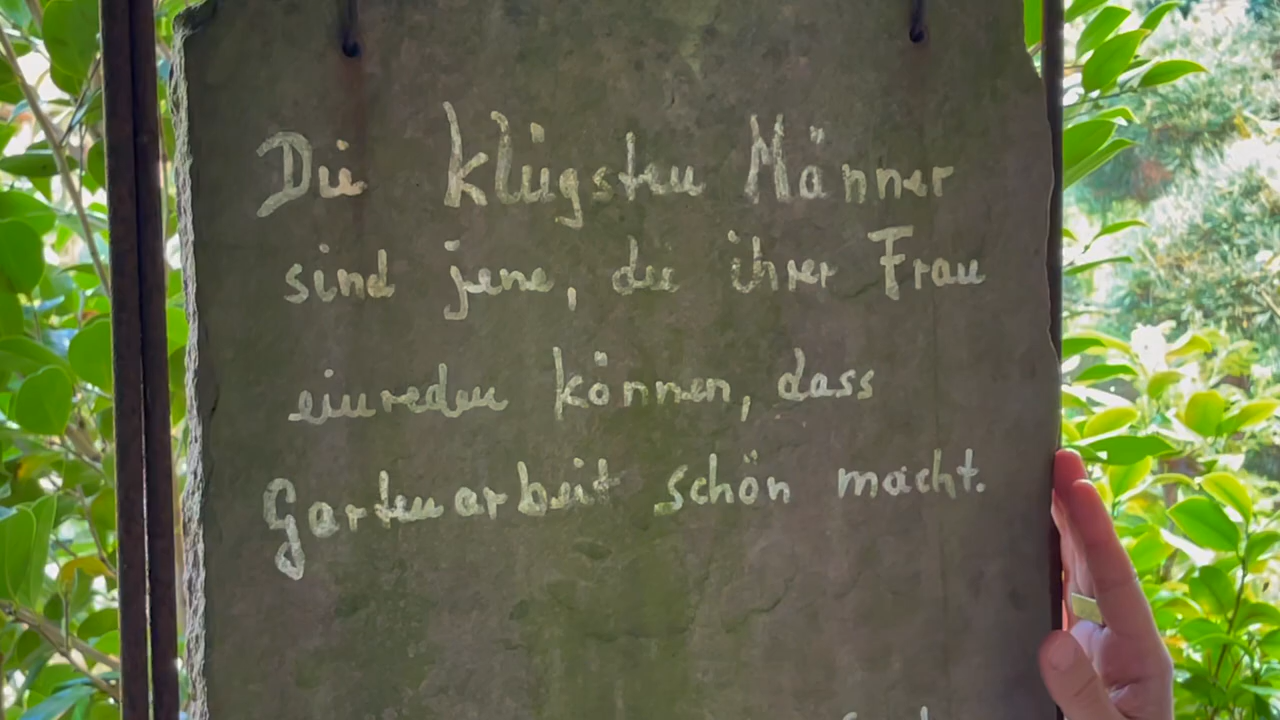 Die klügsten Männer
sind jene, die ihrer Frau
einreden können, dass
Gartenarbeit schön macht.